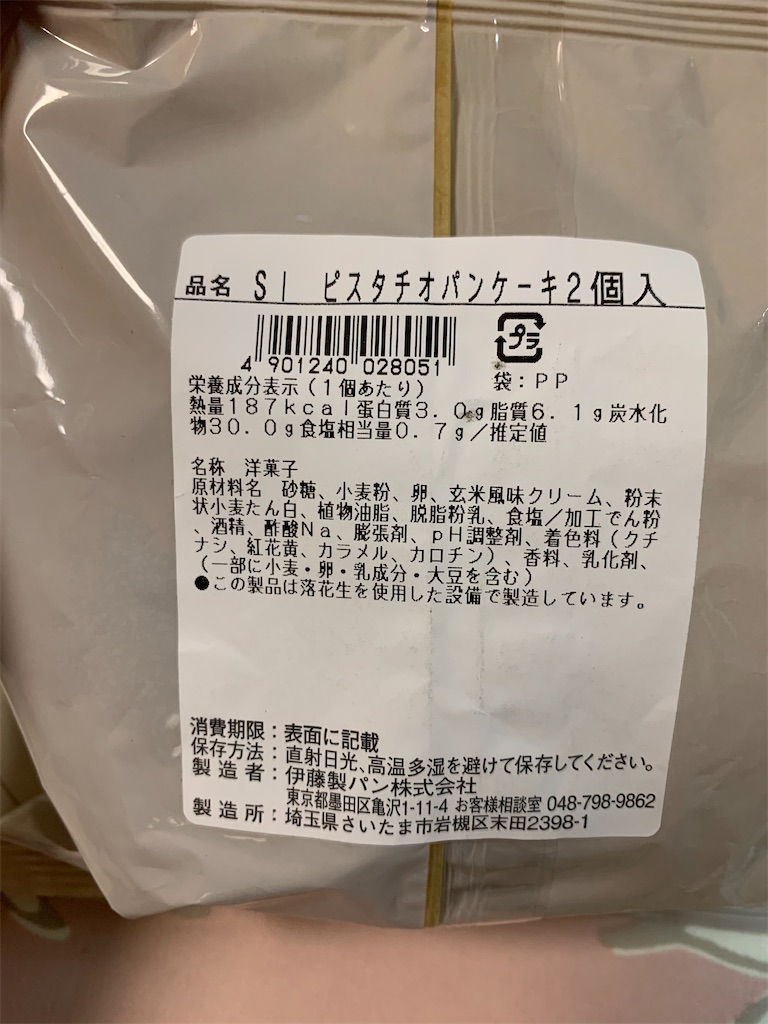 品名 SI ピスタチオパンケーキ2個入
4 901240 028051
プラ
袋：PP
栄養成分表示（1個あたり）
熱量187kcal蛋白質3.0g脂質6.1g炭水化
物30.0g食塩相当量0.7g／推定値
名称 洋菓子
原材料名 砂糖、小麦粉、卵、玄米風味クリーム、粉末
状小麦たん白、植物油脂、脱脂粉乳、食塩／加工でん粉
、酒精、酢酸Na、膨張剤、pH調整剤、着色料（クチ
ナシ、紅花黄、カラメル、カロチン）、香料、乳化剤、
（一部に小麦・卵・乳成分・大豆を含む）
●この製品は落花生を使用した設備で製造しています。
消費期限：表面に記載
保存方法：直射日光、高温多湿を避けて保存してください。
製造者：伊藤製パン株式会社
東京都墨田区亀沢1-11-4 お客様相談室 048-798-9862
製造所：埼玉県さいたま市岩槻区末田2398-1